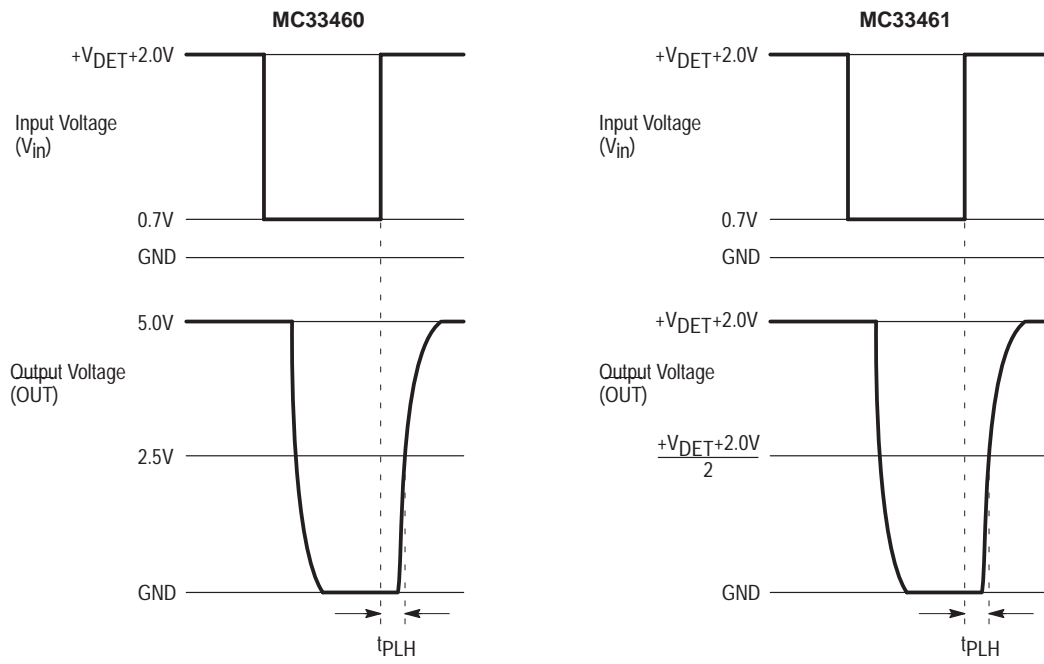 MC33460
+VDET+2.0V
Input Voltage
(Vin)
0.7V
GND
5.0V
Output Voltage
(OUT)
2.5V
GND
tPLH
MC33461
+VDET+2.0V
Input Voltage
(Vin)
0.7V
GND
+VDET+2.0V
Output Voltage
(OUT)
+VDET+2.0V
2
GND
tPLH